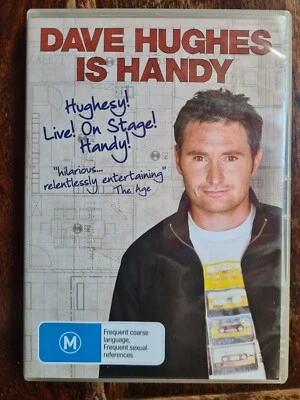 DAVE HUGHES
IS HANDY
Hughesy!
Live! On Stage!
Handy!
"hilarious...
relentlessly entertaining"
The Age
M
Frequent coarse
language,
Frequent sexual
references